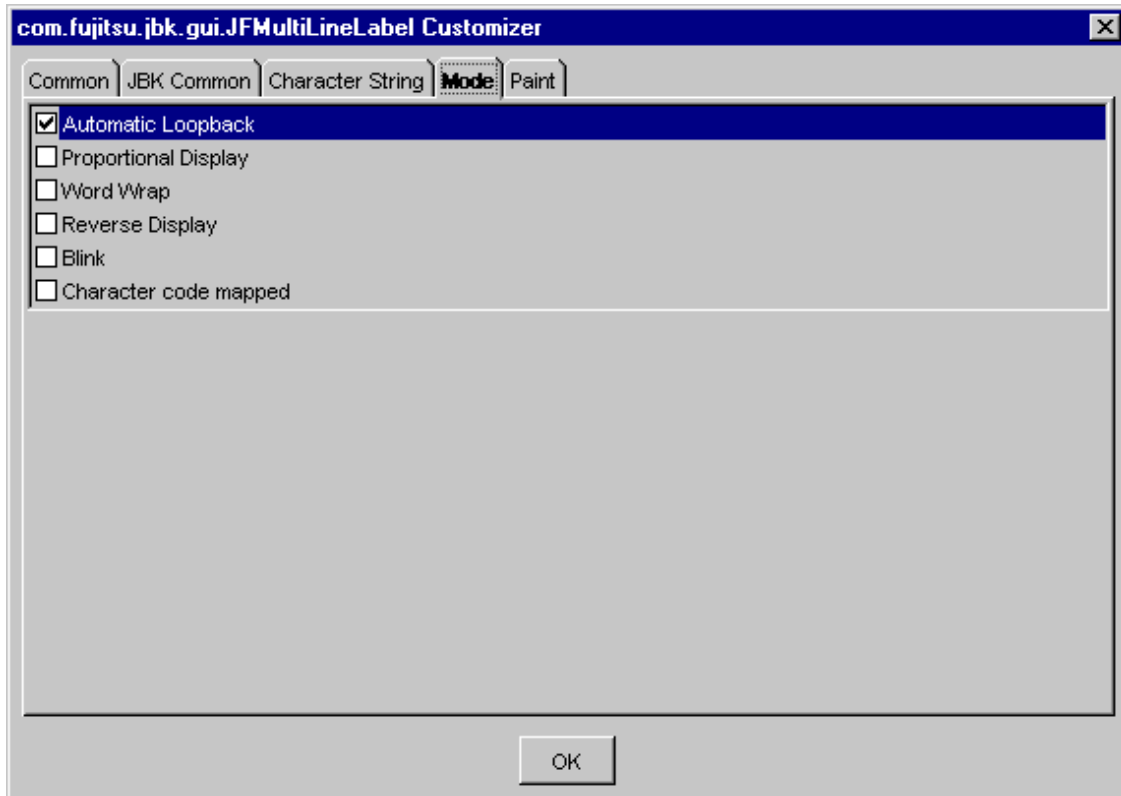 com.fujitsu.jbk.gui.JFMultiLineLabel Customizer
Common JBK Common Character String Mode Paint
Automatic Loopback
Proportional Display
Word Wrap
Reverse Display
Blink
Character code mapped
OK